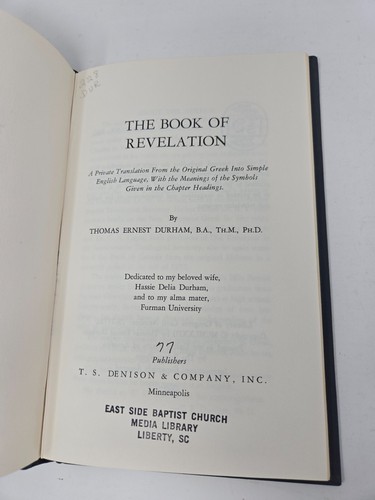 THE BOOK OF
REVELATION
A Private Translation From the Original Greek Into Simple
English Language, With the Meanings of the Symbols
Given in the Chapter Headings.
By
THOMAS ERNEST DURHAM, B.A., TH.M., PH.D.
Dedicated to my beloved wife,
Hassie Delia Durham,
and to my alma mater,
Furman University
77
Publishers
T. S. DENISON & COMPANY, INC.
Minneapolis
EAST SIDE BAPTIST CHURCH
MEDIA LIBRARY
LIBERTY, SC